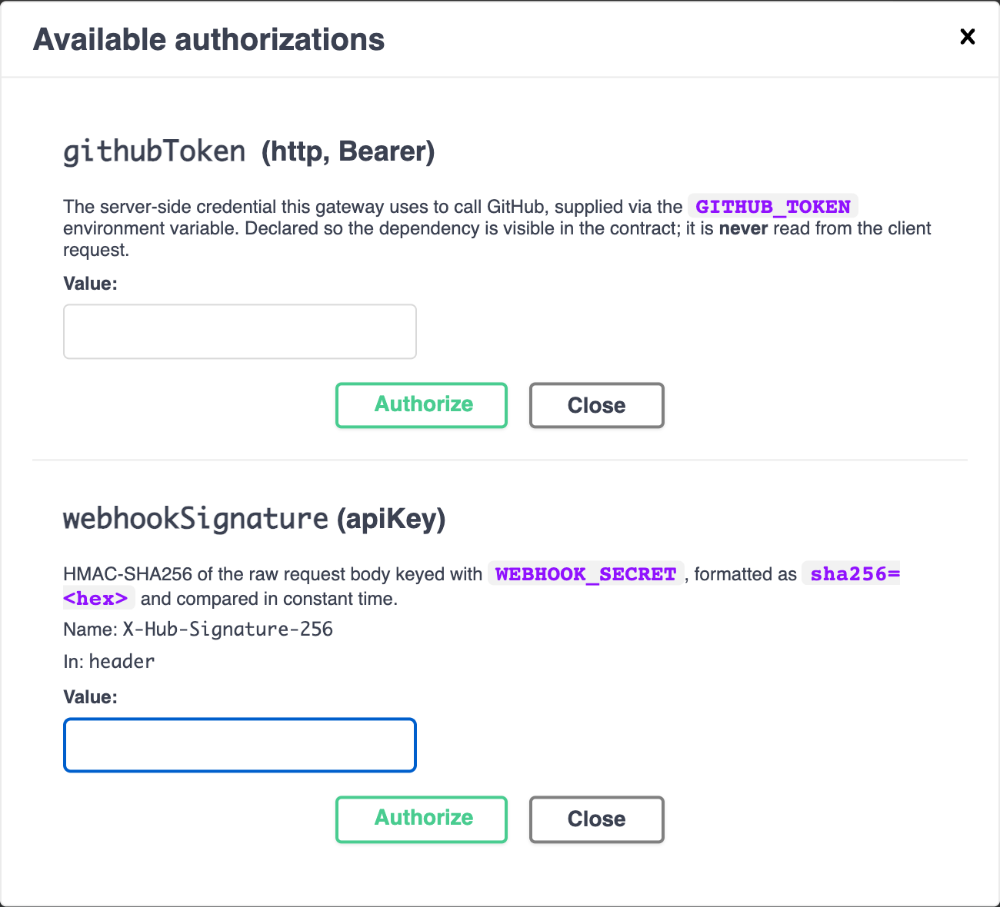 Available authorizations
githubToken (http, Bearer)
The server-side credential this gateway uses to call GitHub, supplied via the GITHUB_TOKEN
environment variable. Declared so the dependency is visible in the contract; it is never read from the client
request.
Value:
Authorize Close
webhookSignature (apiKey)
HMAC-SHA256 of the raw request body keyed with WEBHOOK_SECRET, formatted as sha256=
<hex> and compared in constant time.
Name: X-Hub-Signature-256
In: header
Value:
Authorize Close